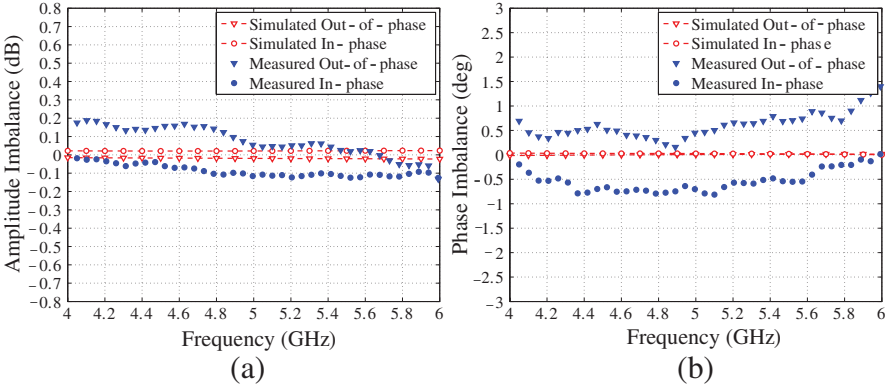 Simulated Out- of- phase
Simulated In- phase
Measured Out-of-phase
Measured In-phase
0.8
0.7
0.6
0.5
0.4
0.3
0.2
0.1
0
-0.1
-0.2
-0.3
-0.4
-0.5
-0.6
-0.7
-0.8
Amplitude Imbalance (dB)
4 4.2 4.4 4.6 4.8 5 5.2 5.4 5.6 5.8 6
Frequency (GHz)
(a)
Simulated Out-of-phase
Simulated In-phase
Measured Out-of-phase
Measured In-phase
3
2.5
2
1.5
1
0.5
0
-0.5
-1
-1.5
-2
-2.5
-3
Phase Imbalance (deg)
4 4.2 4.4 4.6 4.8 5 5.2 5.4 5.6 5.8 6
Frequency (GHz)
(b)